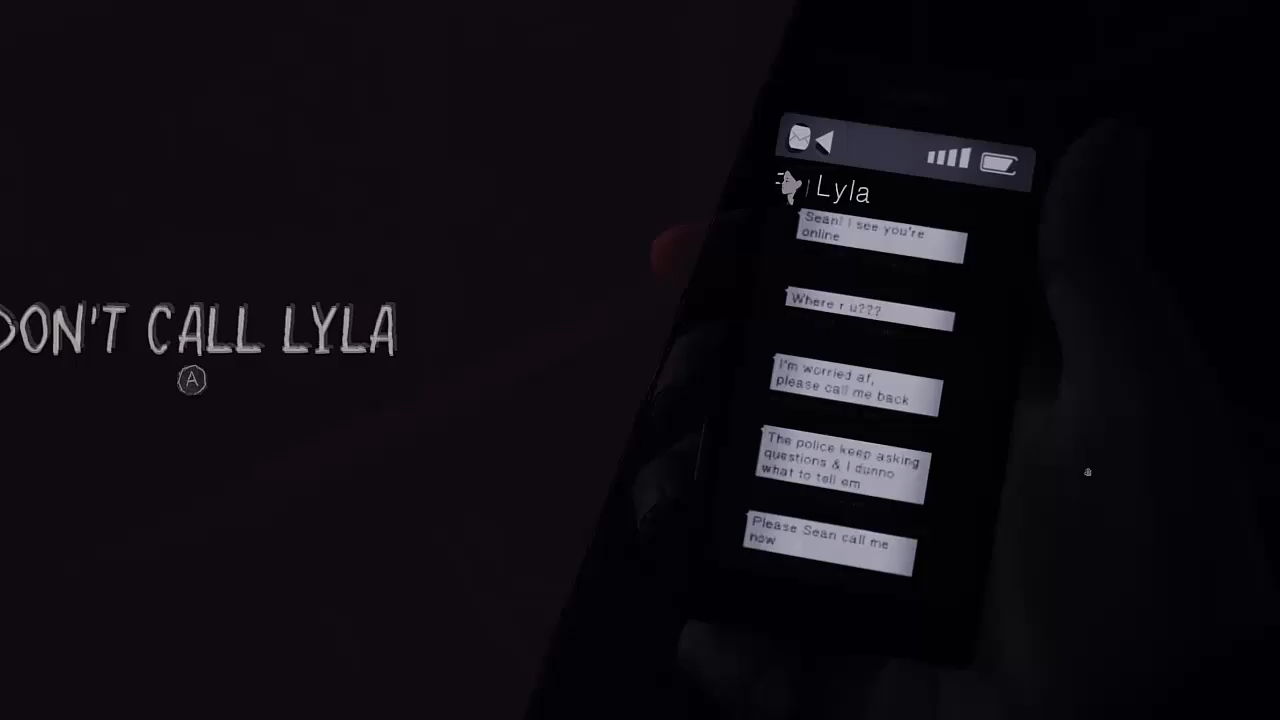 Lyla
Sean! I see you're
online
Where r u???
DON'T CALL LYLA
A
I'm worried af,
please call me back
The police keep asking
questions & I dunno
what to tell em
Please Sean call me
now